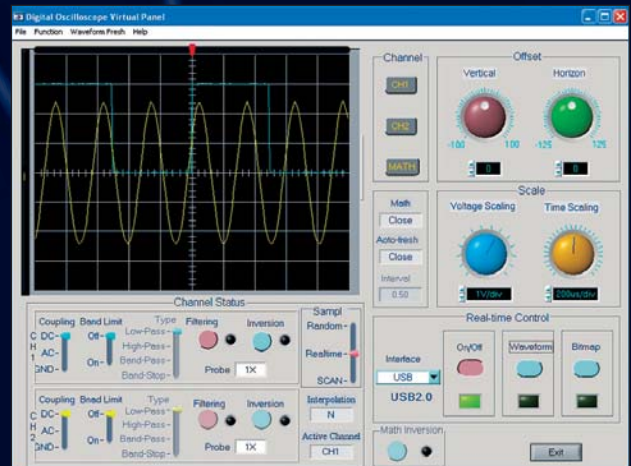 Digital Oscilloscope Virtual Panel
File Function Waveform Fresh Help
Channel
CH1
CH2
MATH
Offset
Vertical
Horizon
-100 100
-125 125
0
0
Math
Close
Auto-fresh
Close
Interval
0.50
Scale
Voltage Scaling
Time Scaling
1V/div
200us/div
Channel Status
CH1
Coupling
DC
AC
GND
Band Limit
Off
On
Type
Low-Pass
High-Pass
Band-Pass
Band-Stop
Filtering
Inversion
Probe 1X
CH2
Coupling
DC
AC
GND
Bnad Limit
Off
On
Type
Low-Pass
High-Pass
Band-Pass
Band-Stop
Filtering
Inversion
Probe 1X
Sampl
Random
Realtime
SCAN
Interpolation
N
Active Channel
CH1
Real-time Control
Interface
USB
USB2.0
On/Off
Waveform
Bitmap
Math Inversion
Exit